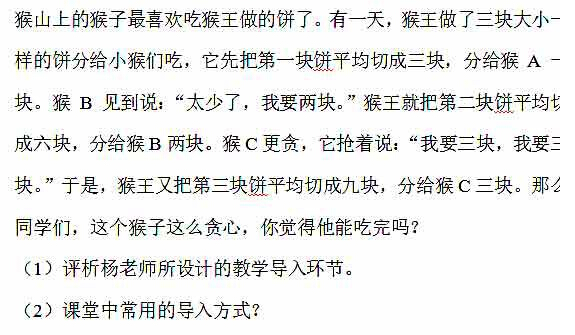 猴山上的猴子最喜欢吃猴王做的饼了。有一天，猴王做了三块大小一
样的饼分给小猴们吃，它先把第一块饼平均切成三块，分给猴 A 一
块。猴 B 见到说：“太少了，我要两块。”猴王就把第二块饼平均切
成六块，分给猴 B 两块。猴 C 更贪，它抢着说：“我要三块，我要三
块。”于是，猴王又把第三块饼平均切成九块，分给猴 C 三块。那么
同学们，这个猴子这么贪心，你觉得他能吃完吗？
（1）评析杨老师所设计的教学导入环节。
（2）课堂中常用的导入方式？